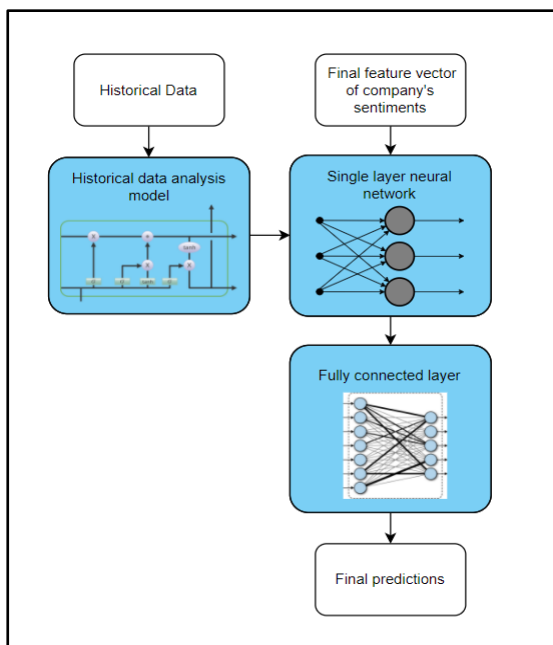 Historical Data
Final feature vector
of company's
sentiments
Historical data analysis
model
Single layer neural
network
tanh
Fully connected layer
Final predictions